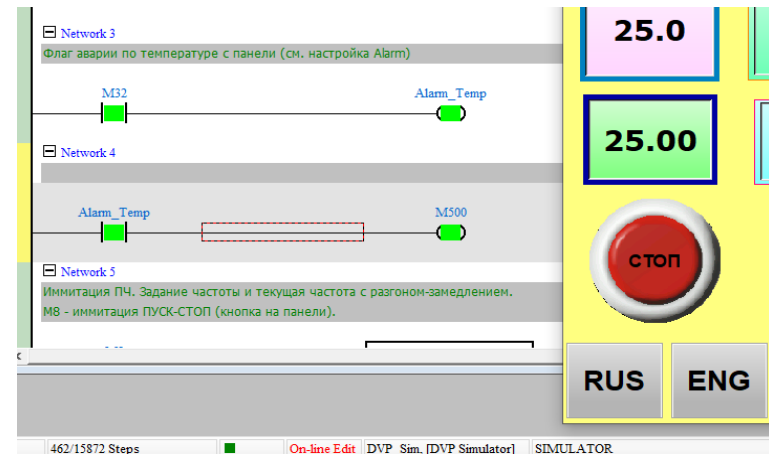 Network 3
Флаг аварии по температуре с панели (см. настройка Alarm)
M32 Alarm_Temp
Network 4
Alarm_Temp M500
Network 5
Иммитация ПЧ. Задание частоты и текущая частота с разгоном-замедлением.
M8 - иммитация ПУСК-СТОП (кнопка на панели).
462/15872 Steps On-line Edit DVP_Sim, [DVP Simulator] SIMULATOR
25.0
25.00
СТОП
RUS ENG